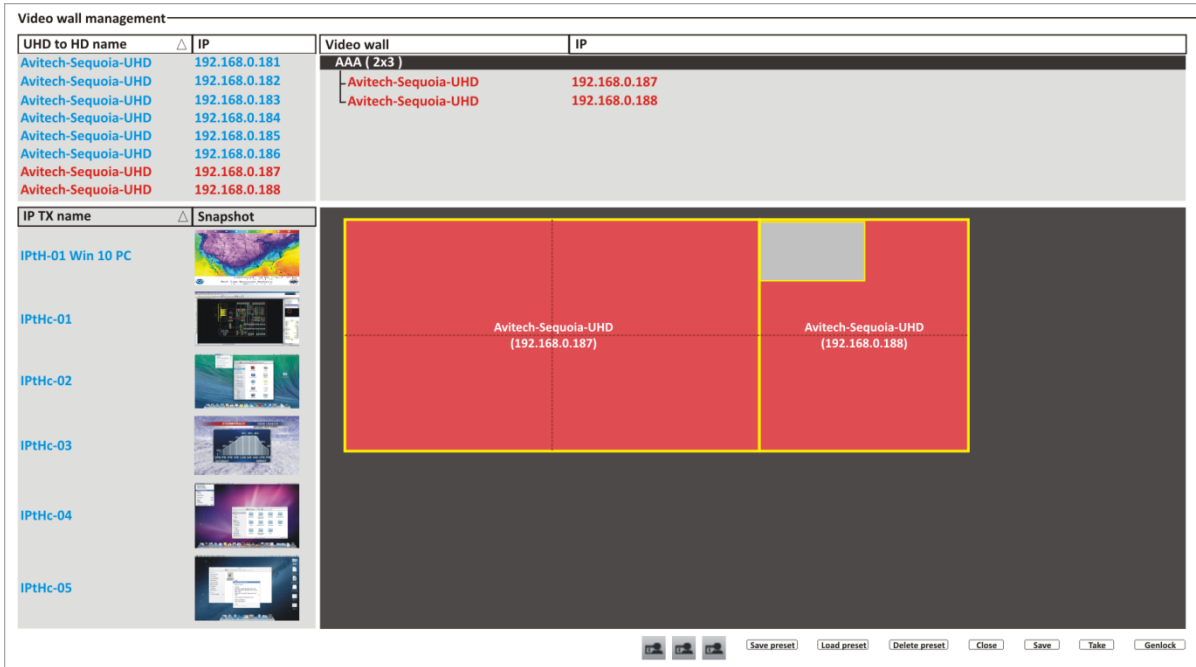 Video wall management
UHD to HD name △ IP
Avitech-Sequoia-UHD 192.168.0.181
Avitech-Sequoia-UHD 192.168.0.182
Avitech-Sequoia-UHD 192.168.0.183
Avitech-Sequoia-UHD 192.168.0.184
Avitech-Sequoia-UHD 192.168.0.185
Avitech-Sequoia-UHD 192.168.0.186
Avitech-Sequoia-UHD 192.168.0.187
Avitech-Sequoia-UHD 192.168.0.188
Video wall IP
AAA ( 2x3 )
Avitech-Sequoia-UHD 192.168.0.187
Avitech-Sequoia-UHD 192.168.0.188
IP TX name △ Snapshot
IPtH-01 Win 10 PC
IPtHc-01
IPtHc-02
IPtHc-03
IPtHc-04
IPtHc-05
Avitech-Sequoia-UHD
(192.168.0.187)
Avitech-Sequoia-UHD
(192.168.0.188)
Save preset Load preset Delete preset Close Save Take Genlock